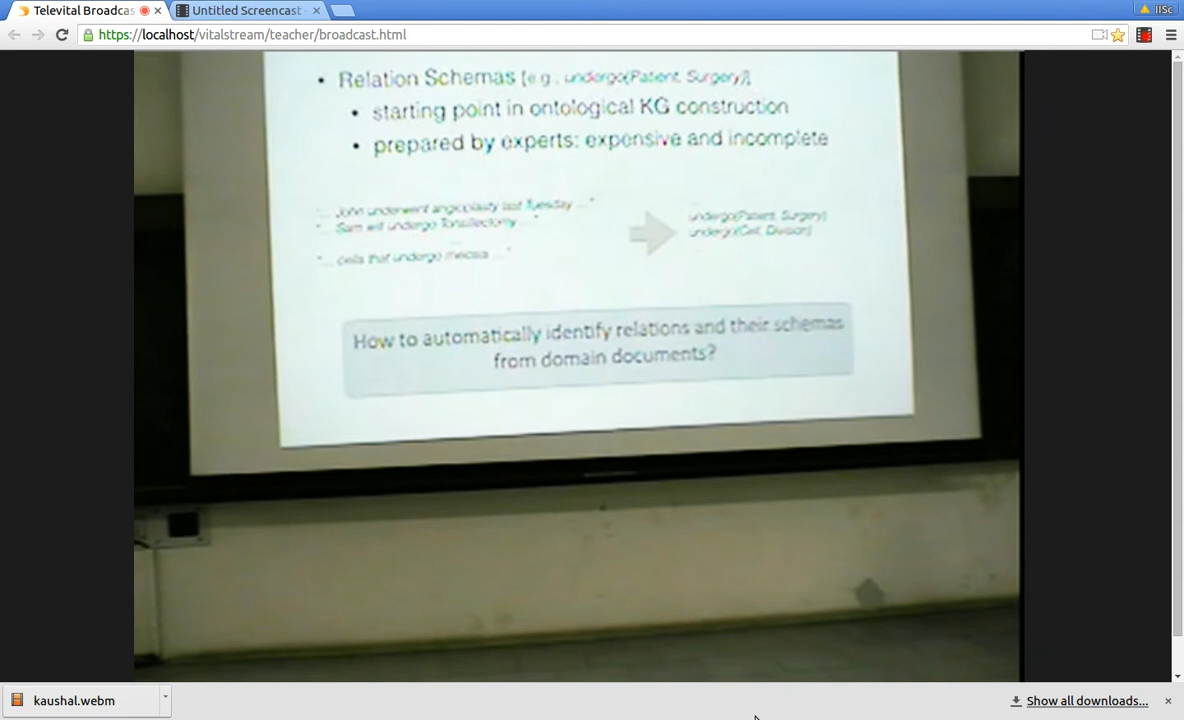 Televital Broadcas
Untitled Screencast
IISc
https://localhost/vitalstream/teacher/broadcast.html
• Relation Schemas [e.g., undergo(Patient, Surgery)]
• starting point in ontological KG construction
• prepared by experts: expensive and incomplete
"... John underwent angioplasty last Tuesday ..."
"... Sam will undergo Tonsillectomy ..."
"... cells that undergo meiosis ..."
undergo(Patient, Surgery)
undergo(Cell, Division)
How to automatically identify relations and their schemas
from domain documents?
kaushal.webm
Show all downloads...